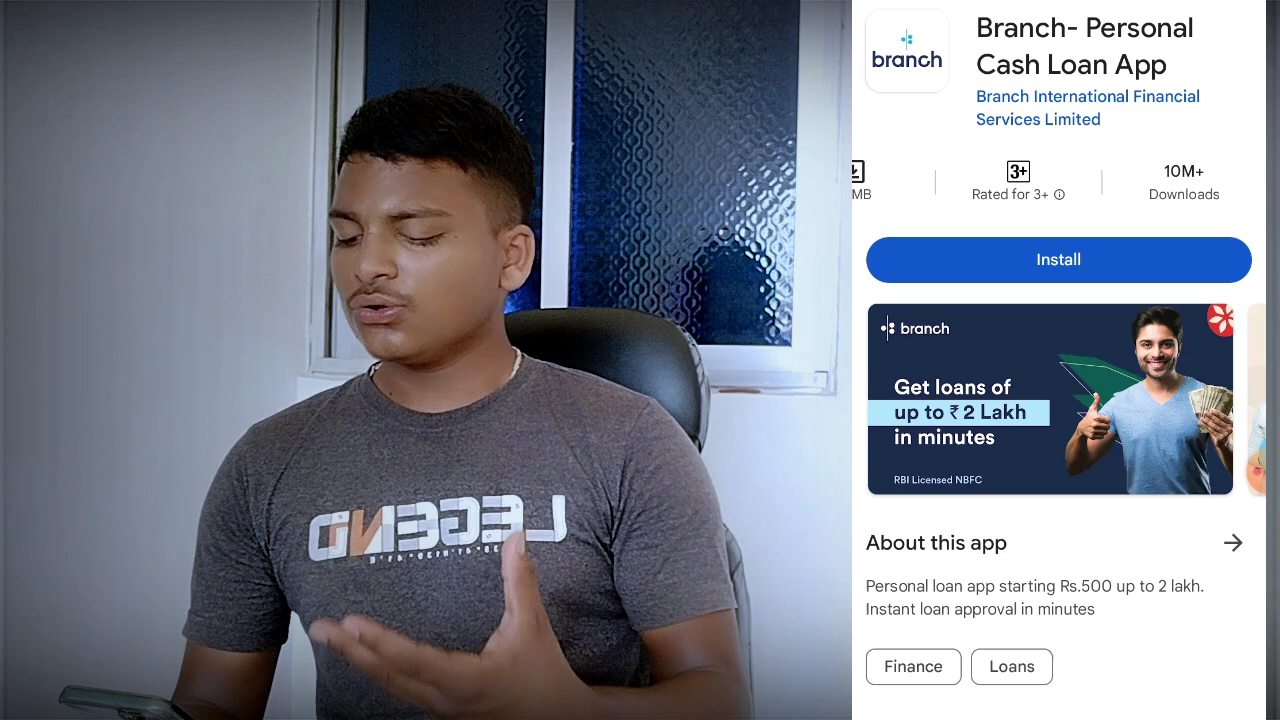 LEGEND
branch
Branch- Personal
Cash Loan App
Branch International Financial
Services Limited
MB
3+
Rated for 3+
10M+
Downloads
Install
branch
Get loans of
up to ₹ 2 Lakh
in minutes
RBI Licensed NBFC
About this app
Personal loan app starting Rs.500 up to 2 lakh.
Instant loan approval in minutes
Finance
Loans